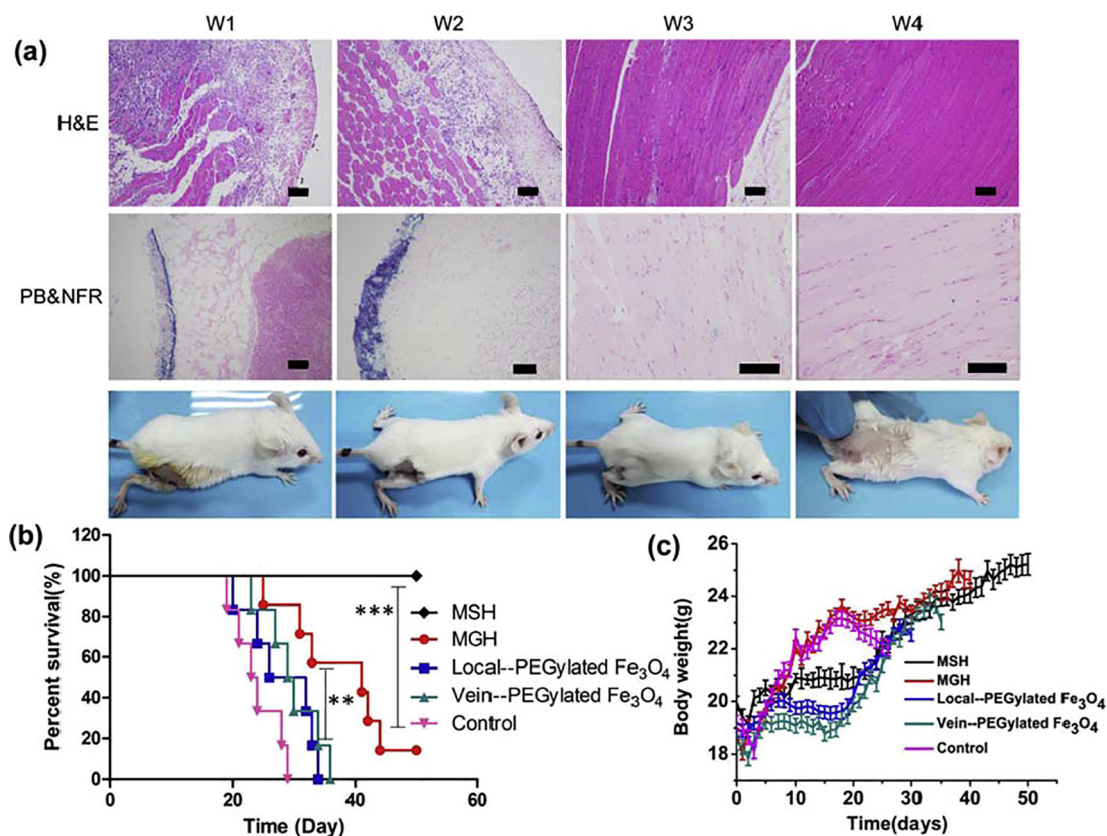 W1 W2 W3 W4
(a)
H&E
PB&NFR
(b)
120
100
80
60
40
20
0
Percent survival(%)
0 20 40 60
Time (Day)
***
**
MSH
MGH
Local--PEGylated Fe₃O₄
Vein--PEGylated Fe₃O₄
Control
(c)
26
24
22
20
18
Body weight(g)
0 10 20 30 40 50
Time(days)
MSH
MGH
Local--PEGylated Fe₃O₄
Vein--PEGylated Fe₃O₄
Control